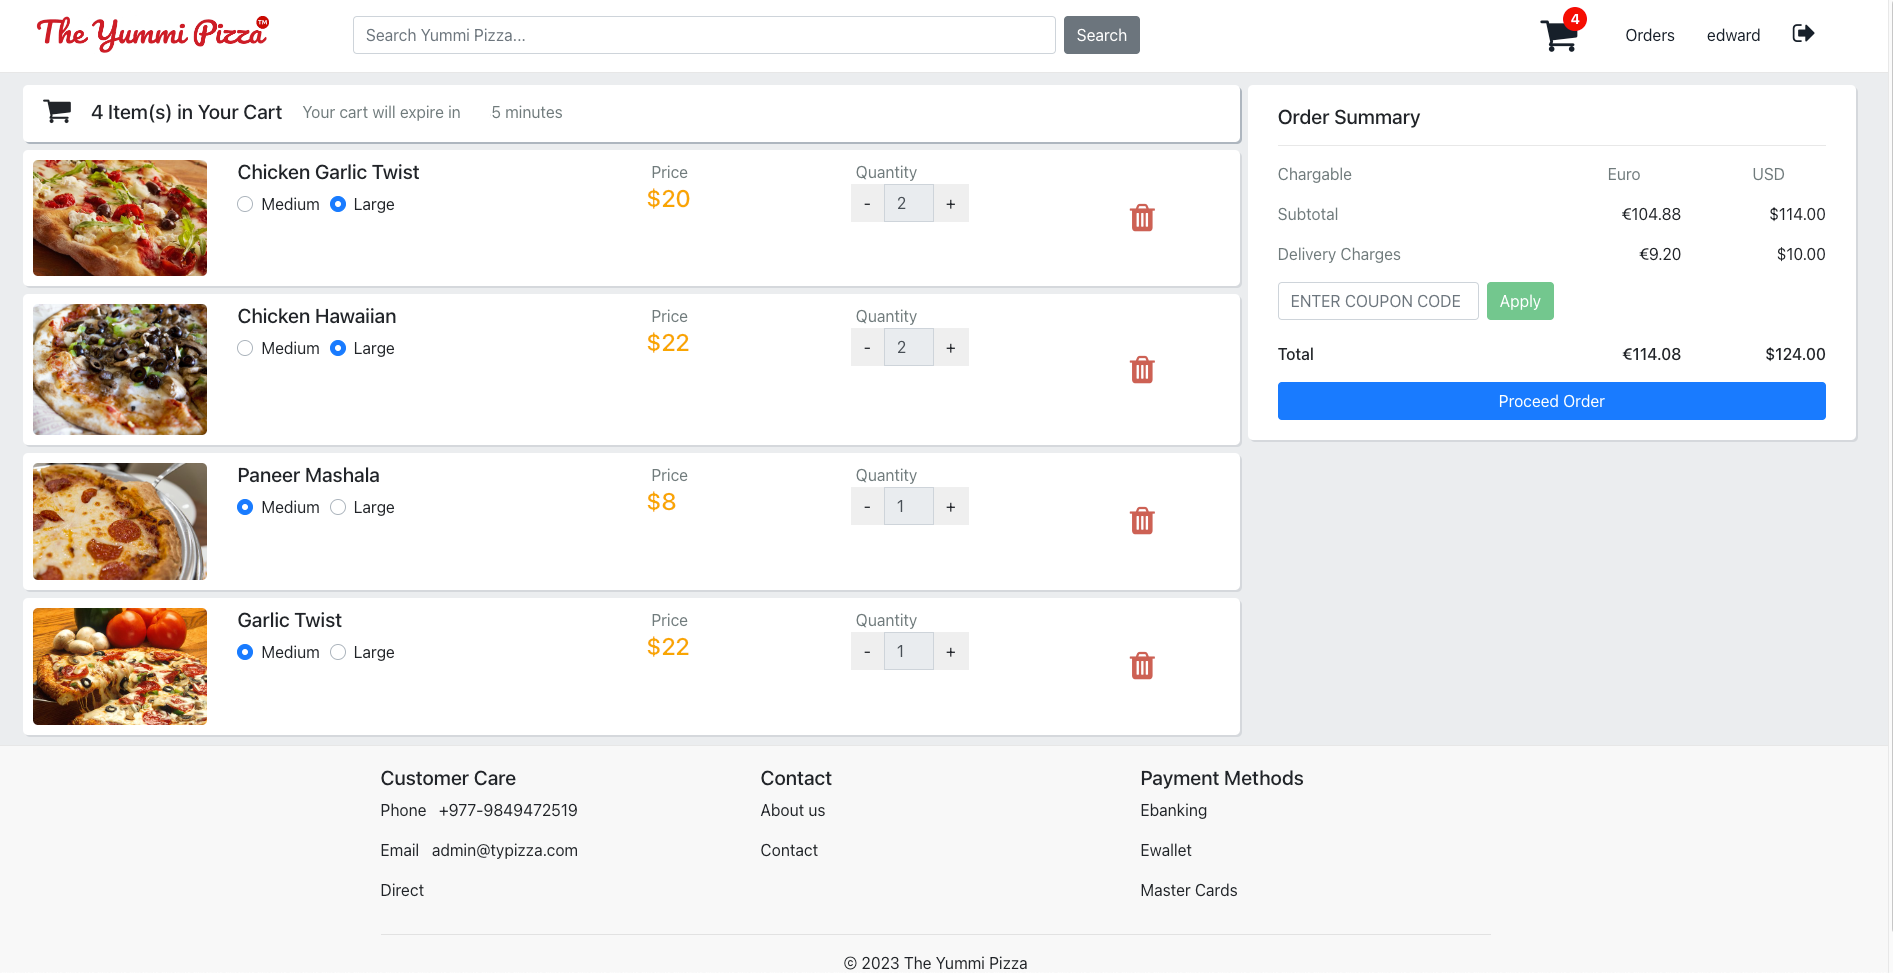 The Yummi Pizza TM
Search Yummi Pizza...
Search
4
Orders
edward
4 Item(s) in Your Cart
Your cart will expire in
5 minutes
Chicken Garlic Twist
Medium
Large
Price
$20
Quantity
- 2 +
Chicken Hawaiian
Medium
Large
Price
$22
Quantity
- 2 +
Paneer Mashala
Medium
Large
Price
$8
Quantity
- 1 +
Garlic Twist
Medium
Large
Price
$22
Quantity
- 1 +
Order Summary
Chargable Euro USD
Subtotal €104.88 $114.00
Delivery Charges €9.20 $10.00
ENTER COUPON CODE
Apply
Total €114.08 $124.00
Proceed Order
Customer Care
Phone +977-9849472519
Email admin@typizza.com
Direct
Contact
About us
Contact
Payment Methods
Ebanking
Ewallet
Master Cards
© 2023 The Yummi Pizza